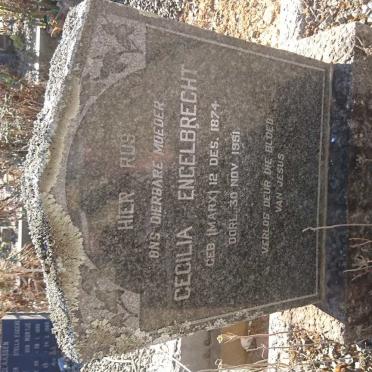 HIER RUS
ONS DIERBARE MOEDER
CECILIA ENGELBRECHT
GEB (MARX) 12 DES. 1874.
OORL. 30 NOV. 1951.
VERLOS DEUR DIE BLOED
VAN JESUS